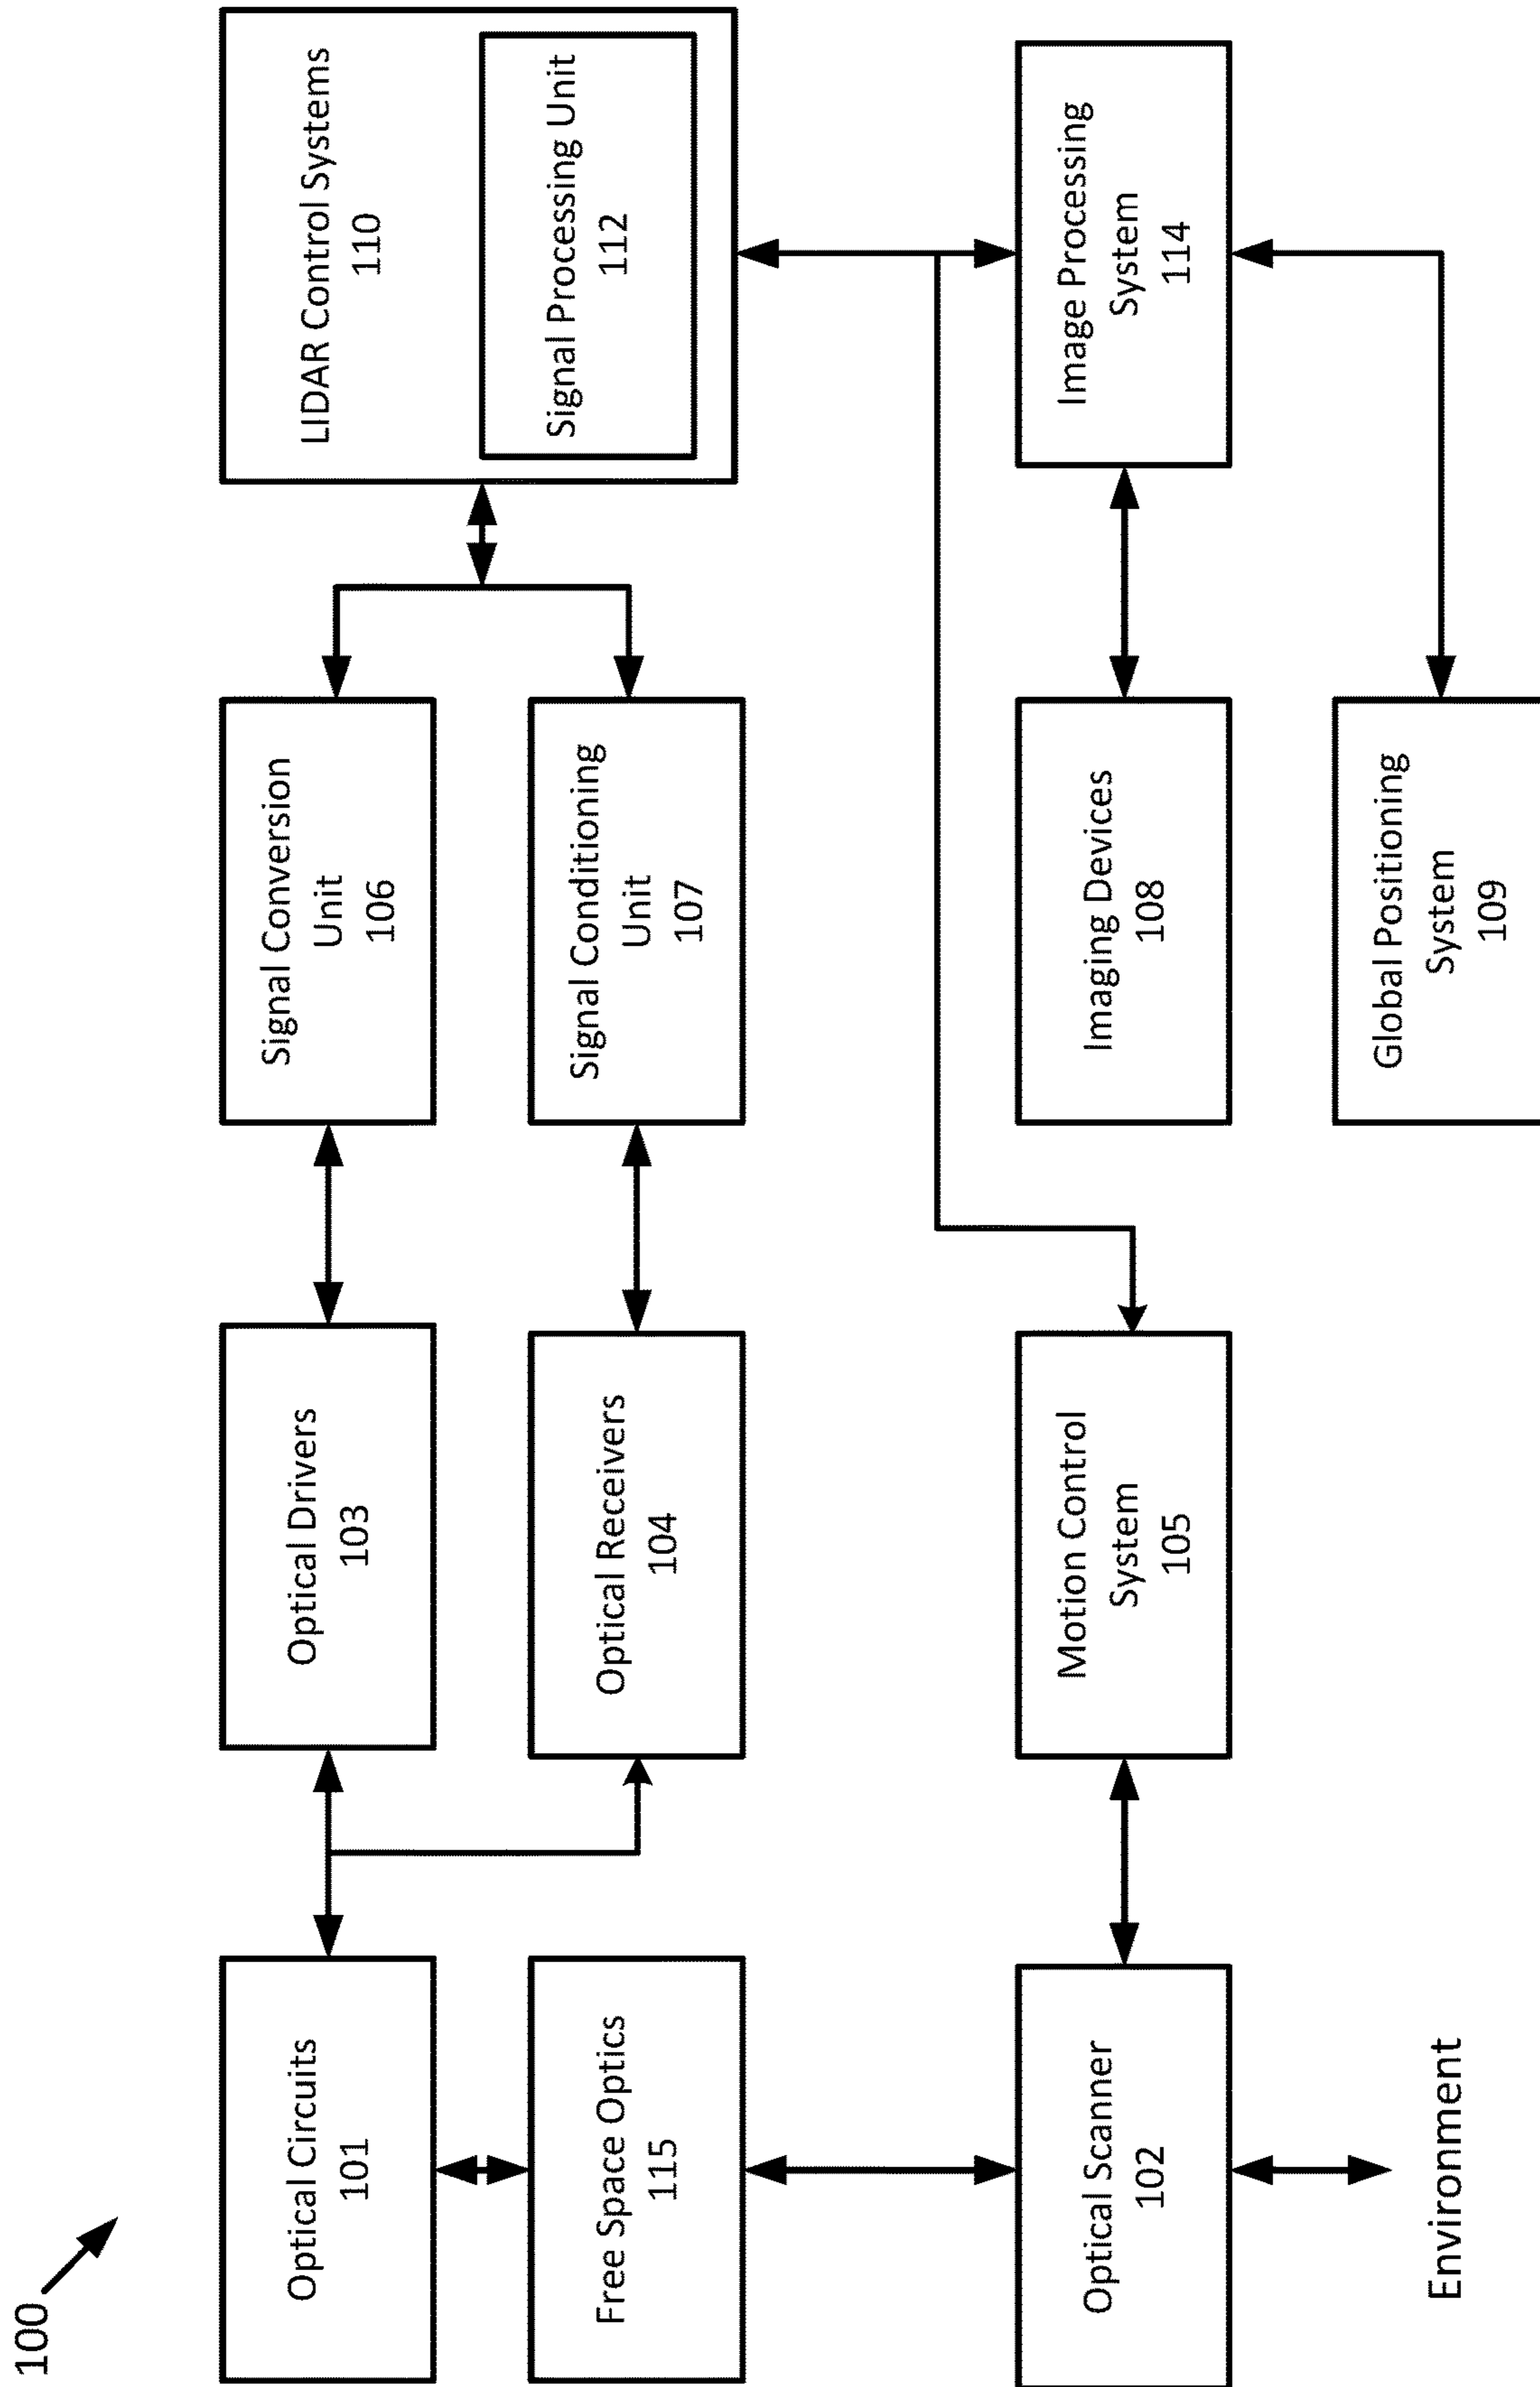 100
Optical Circuits
101
Optical Drivers
103
Signal Conversion
Unit
106
LIDAR Control Systems
110
Signal Processing Unit
112
Free Space Optics
115
Optical Receivers
104
Signal Conditioning
Unit
107
Optical Scanner
102
Motion Control
System
105
Imaging Devices
108
Image Processing
System
114
Environment
Global Positioning
System
109